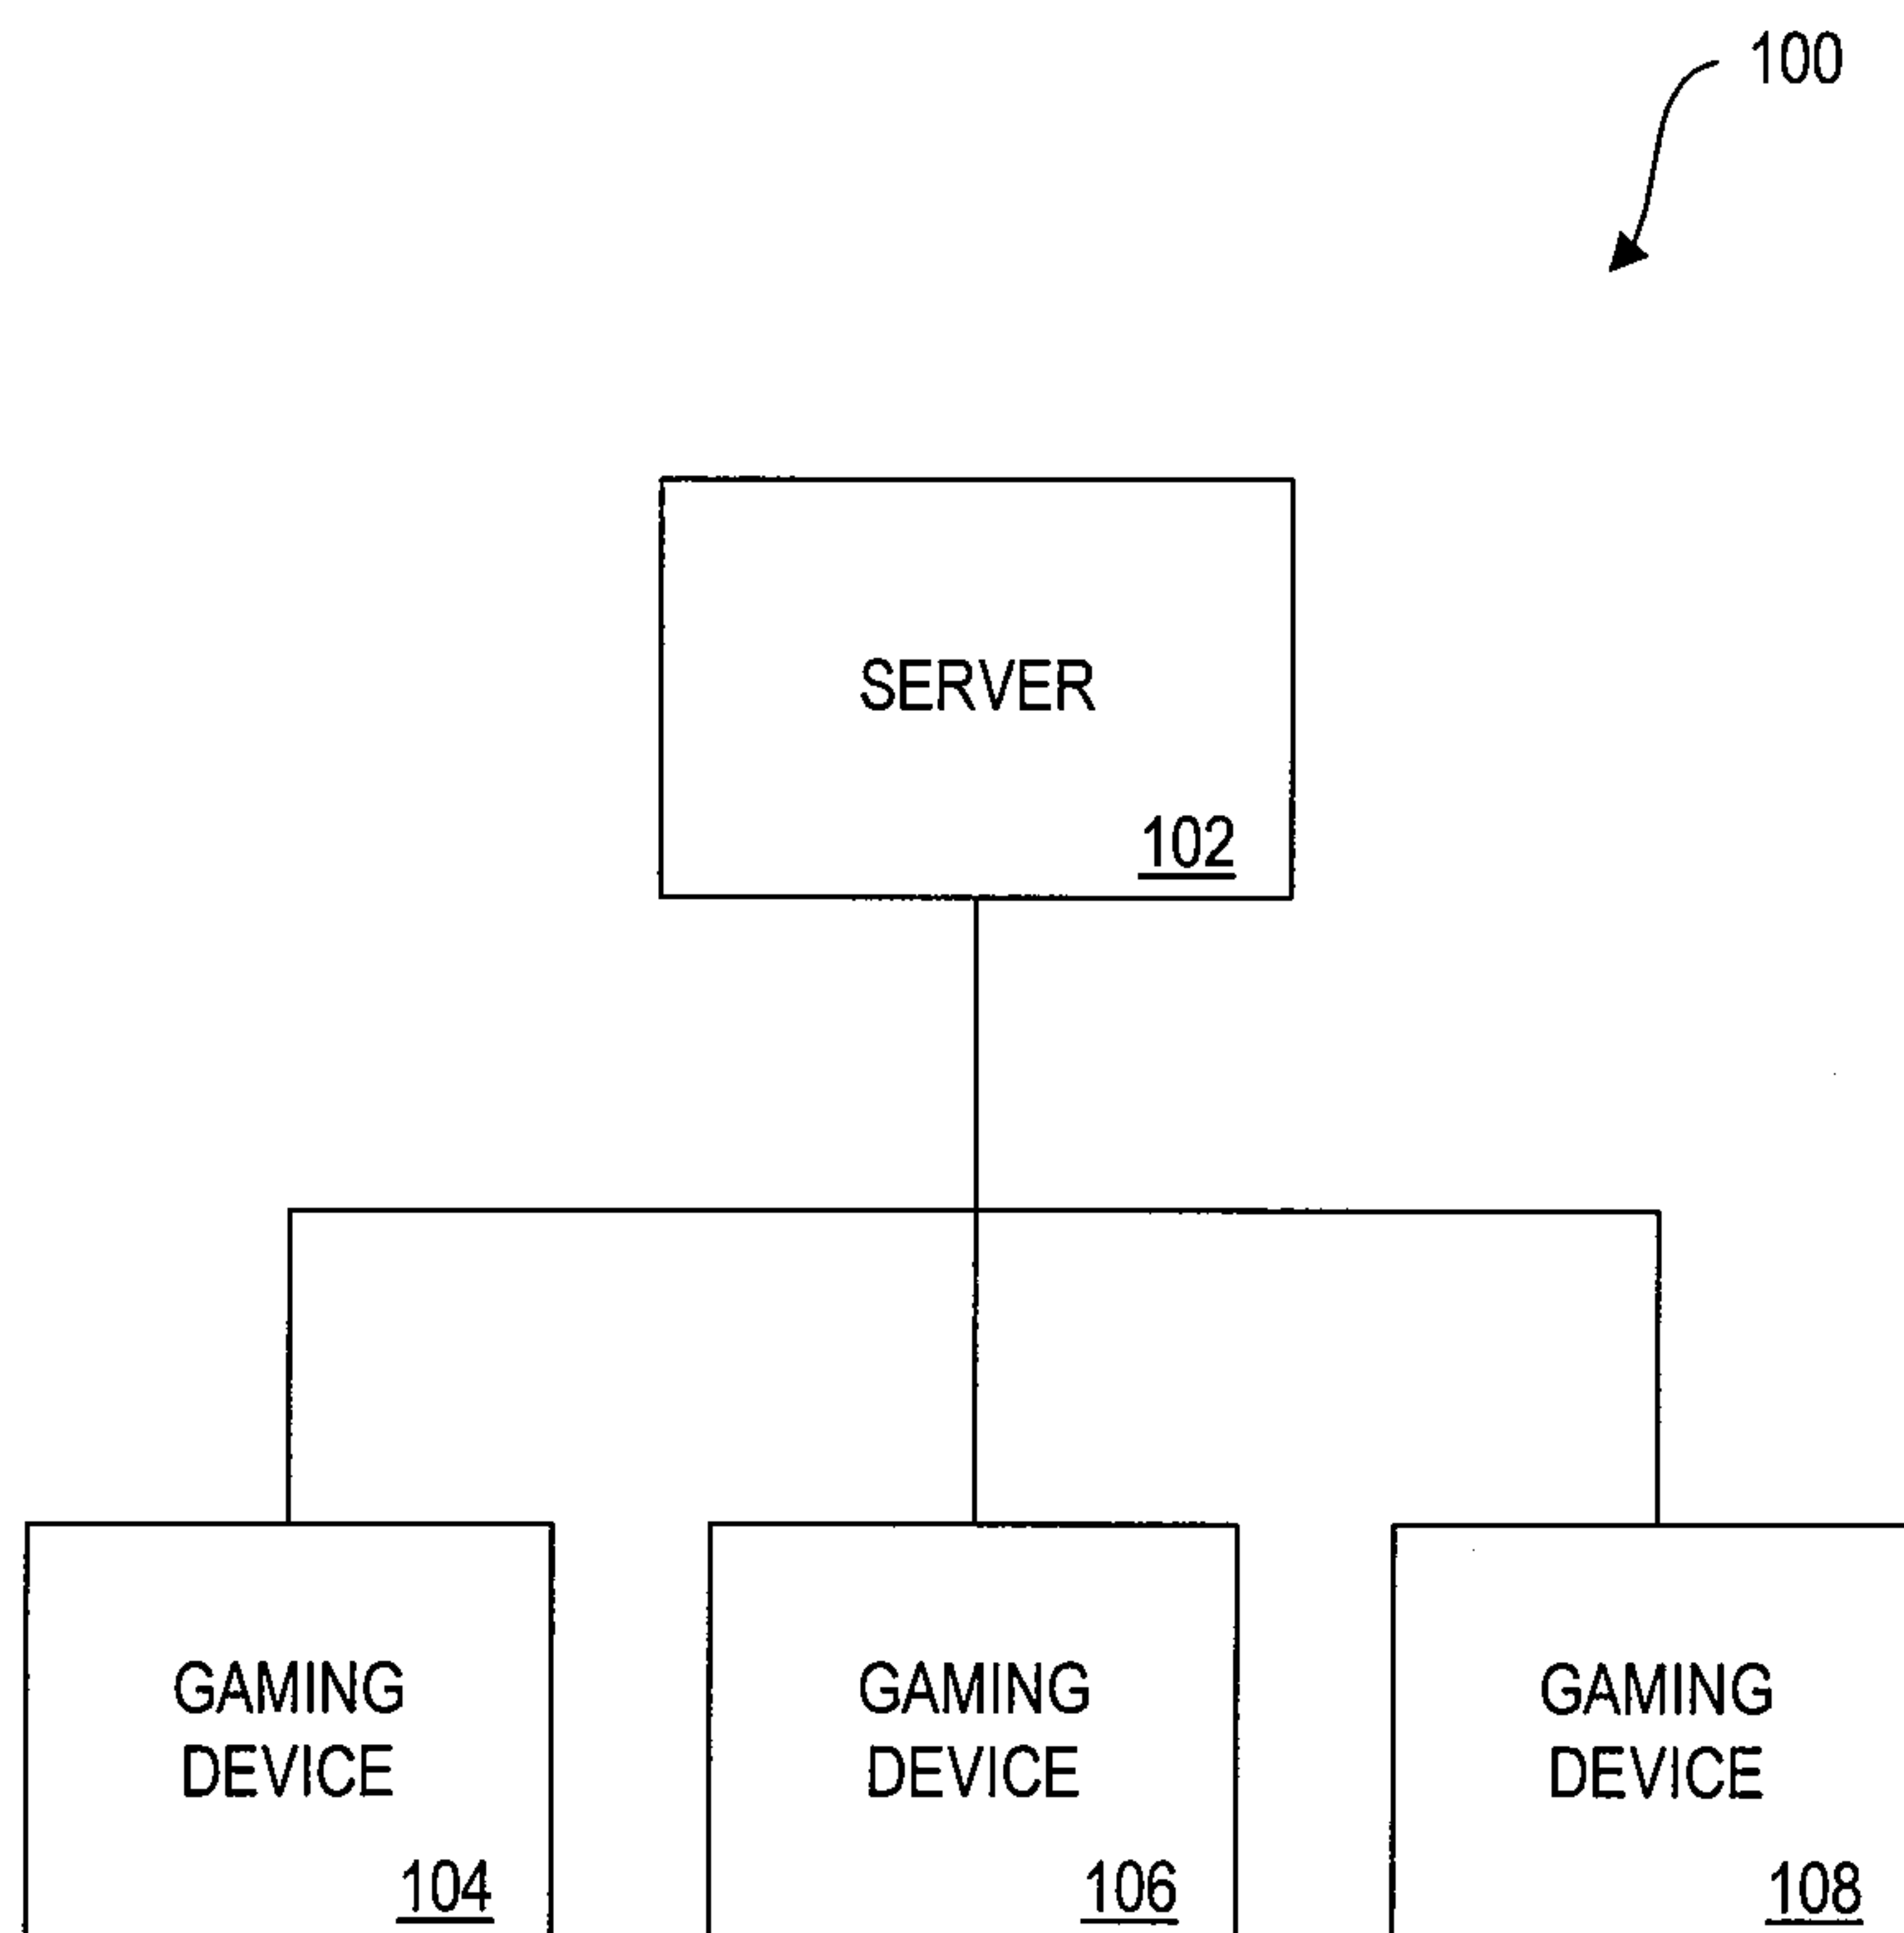 100
SERVER
102
GAMING
DEVICE
104
GAMING
DEVICE
106
GAMING
DEVICE
108